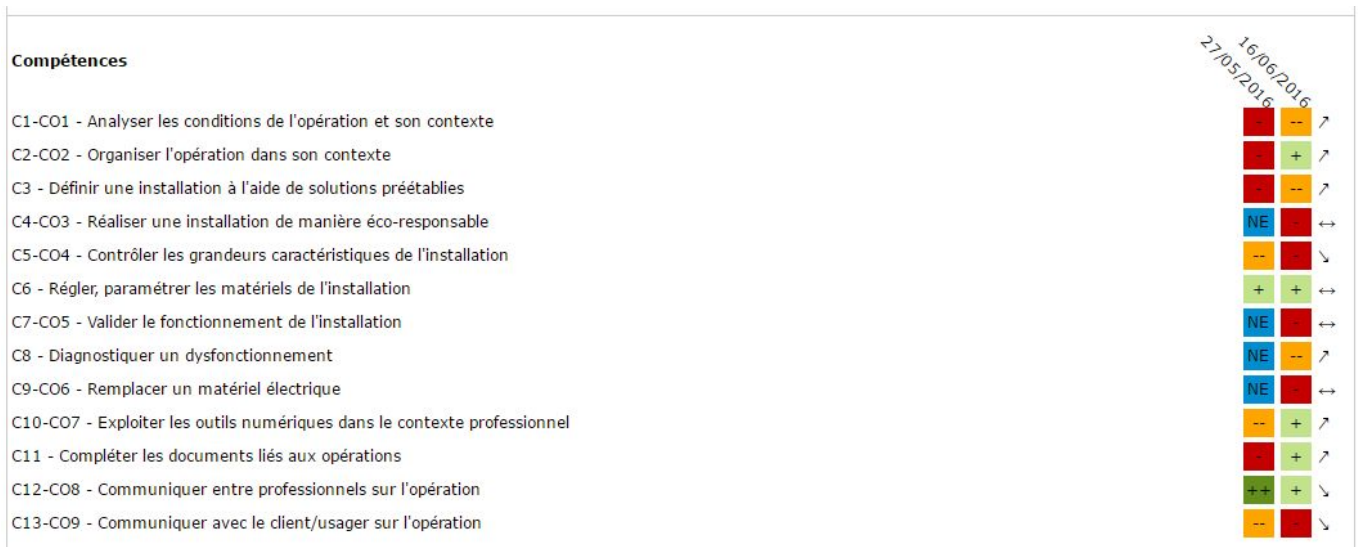 27/05/2016 16/06/2016
Compétences
C1-CO1 - Analyser les conditions de l'opération et son contexte - -- ↗
C2-CO2 - Organiser l'opération dans son contexte - + ↗
C3 - Définir une installation à l'aide de solutions préétablies - -- ↗
C4-CO3 - Réaliser une installation de manière éco-responsable NE - ↔
C5-CO4 - Contrôler les grandeurs caractéristiques de l'installation -- - ↘
C6 - Régler, paramétrer les matériels de l'installation + + ↔
C7-CO5 - Valider le fonctionnement de l'installation NE - ↔
C8 - Diagnostiquer un dysfonctionnement NE -- ↗
C9-CO6 - Remplacer un matériel électrique NE - ↔
C10-CO7 - Exploiter les outils numériques dans le contexte professionnel -- + ↗
C11 - Compléter les documents liés aux opérations - + ↗
C12-CO8 - Communiquer entre professionnels sur l'opération ++ + ↘
C13-CO9 - Communiquer avec le client/usager sur l'opération -- - ↘